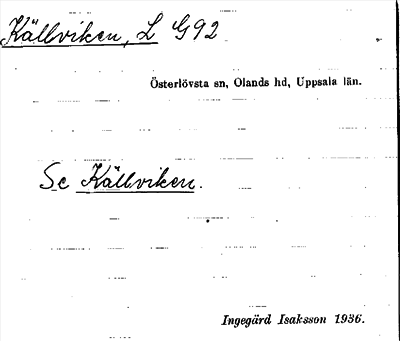 Källviken, L G92
Österlövsta sn, Olands hd, Uppsala län.
Se Källviken.
Ingegärd Isaksson 1936.